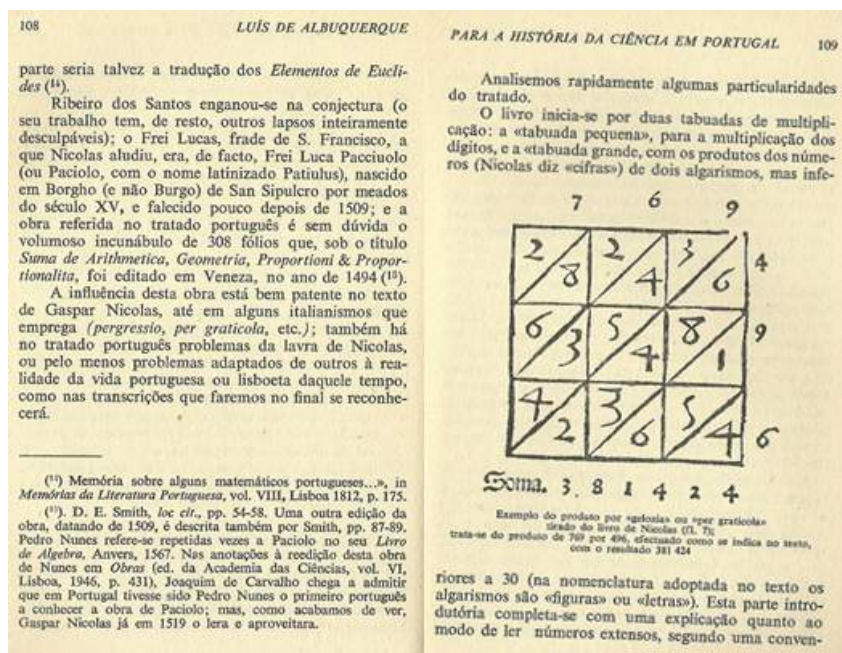 108
LUÍS DE ALBUQUERQUE
parte seria talvez a tradução dos Elementos de Eucli-
des (¹⁴).
Ribeiro dos Santos enganou-se na conjectura (o
seu trabalho tem, de resto, outros lapsos inteiramente
desculpáveis); o Frei Lucas, frade de S. Francisco, a
que Nicolas aludiu, era, de facto, Frei Luca Pacciuolo
(ou Paciolo, com o nome latinizado Patiulus), nascido
em Borgho (e não Burgo) de San Sipulcro por meados
do século XV, e falecido pouco depois de 1509; e a
obra referida no tratado português é sem dúvida o
volumoso incunábulo de 308 fólios que, sob o título
Suma de Arithmetica, Geometria, Proportioni & Propor-
tionalita, foi editado em Veneza, no ano de 1494 (¹⁵).
A influência desta obra está bem patente no texto
de Gaspar Nicolas, até em alguns italianismos que
emprega (pergressio, per graticola, etc.); também há
no tratado português problemas da lavra de Nicolas,
ou pelo menos problemas adaptados de outros à rea-
lidade da vida portuguesa ou lisboeta daquele tempo,
como nas transcrições que faremos no final se reconhe-
cerá.
(¹⁴) Memória sobre alguns matemáticos portugueses...», in
Memórias da Literatura Portuguesa, vol. VIII, Lisboa 1812, p. 175.
(¹⁵). D. E. Smith, loc cit., pp. 54-58. Uma outra edição da
obra, datando de 1509, é descrita também por Smith, pp. 87-89.
Pedro Nunes refere-se repetidas vezes a Paciolo no seu Livro
de Algebra, Anvers, 1567. Nas anotações à reedição desta obra
de Nunes em Obras (ed. da Academia das Ciências, vol. VI,
Lisboa, 1946, p. 431), Joaquim de Carvalho chega a admitir
que em Portugal tivesse sido Pedro Nunes o primeiro português
a conhecer a obra de Paciolo; mas, como acabamos de ver,
Gaspar Nicolas já em 1519 o lera e aproveitara.
PARA A HISTÓRIA DA CIÊNCIA EM PORTUGAL
109
Analisemos rapidamente algumas particularidades
do tratado.
O livro inicia-se por duas tabuadas de multipli-
cação: a «tabuada pequena», para a multiplicação dos
dígitos, e a «tabuada grande, com os produtos dos núme-
ros (Nicolas diz «cifras») de dois algarismos, mas infe-
7 6 9
2 8 2 4 3 6 4
6 3 5 4 8 1 9
4 2 3 6 5 4 6
Soma. 3 8 1 4 2 4
Exemplo do produto por «gelosia» ou «per graticola»
tirado do livro de Nicolas (fl. 7);
trata-se do produto de 769 por 496, efectuado como se indica no texto,
com o resultado 381 424
riores a 30 (na nomenclatura adoptada no texto os
algarismos são «figuras» ou «letras»). Esta parte intro-
dutória completa-se com uma explicação quanto ao
modo de ler números extensos, segundo uma conven-